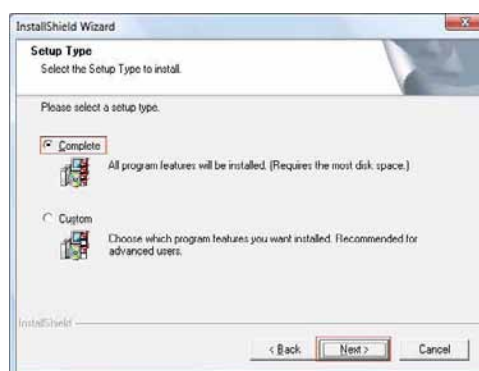 InstallShield Wizard
Setup Type
Select the Setup Type to install.
Please select a setup type.
Complete
All program features will be installed. (Requires the most disk space.)
Custom
Choose which program features you want installed. Recommended for
advanced users.
InstallShield
< Back
Next >
Cancel